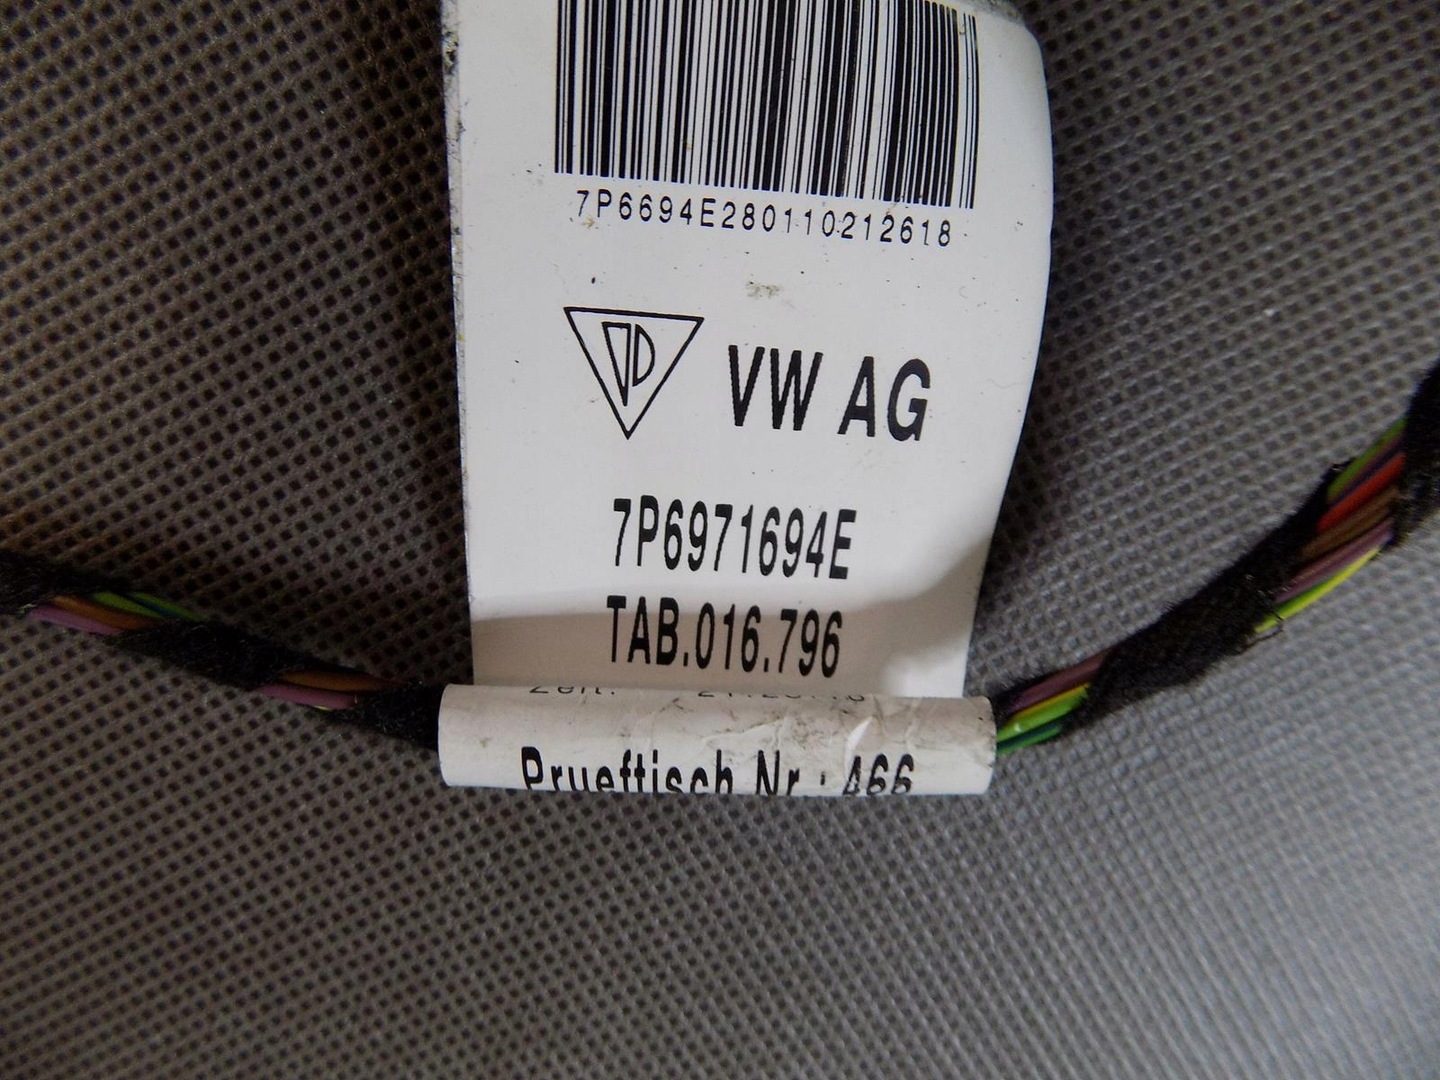 7P6694E280110212618
VW AG
7P6971694E
TAB.016.796
Prueftisch Nr.: 466